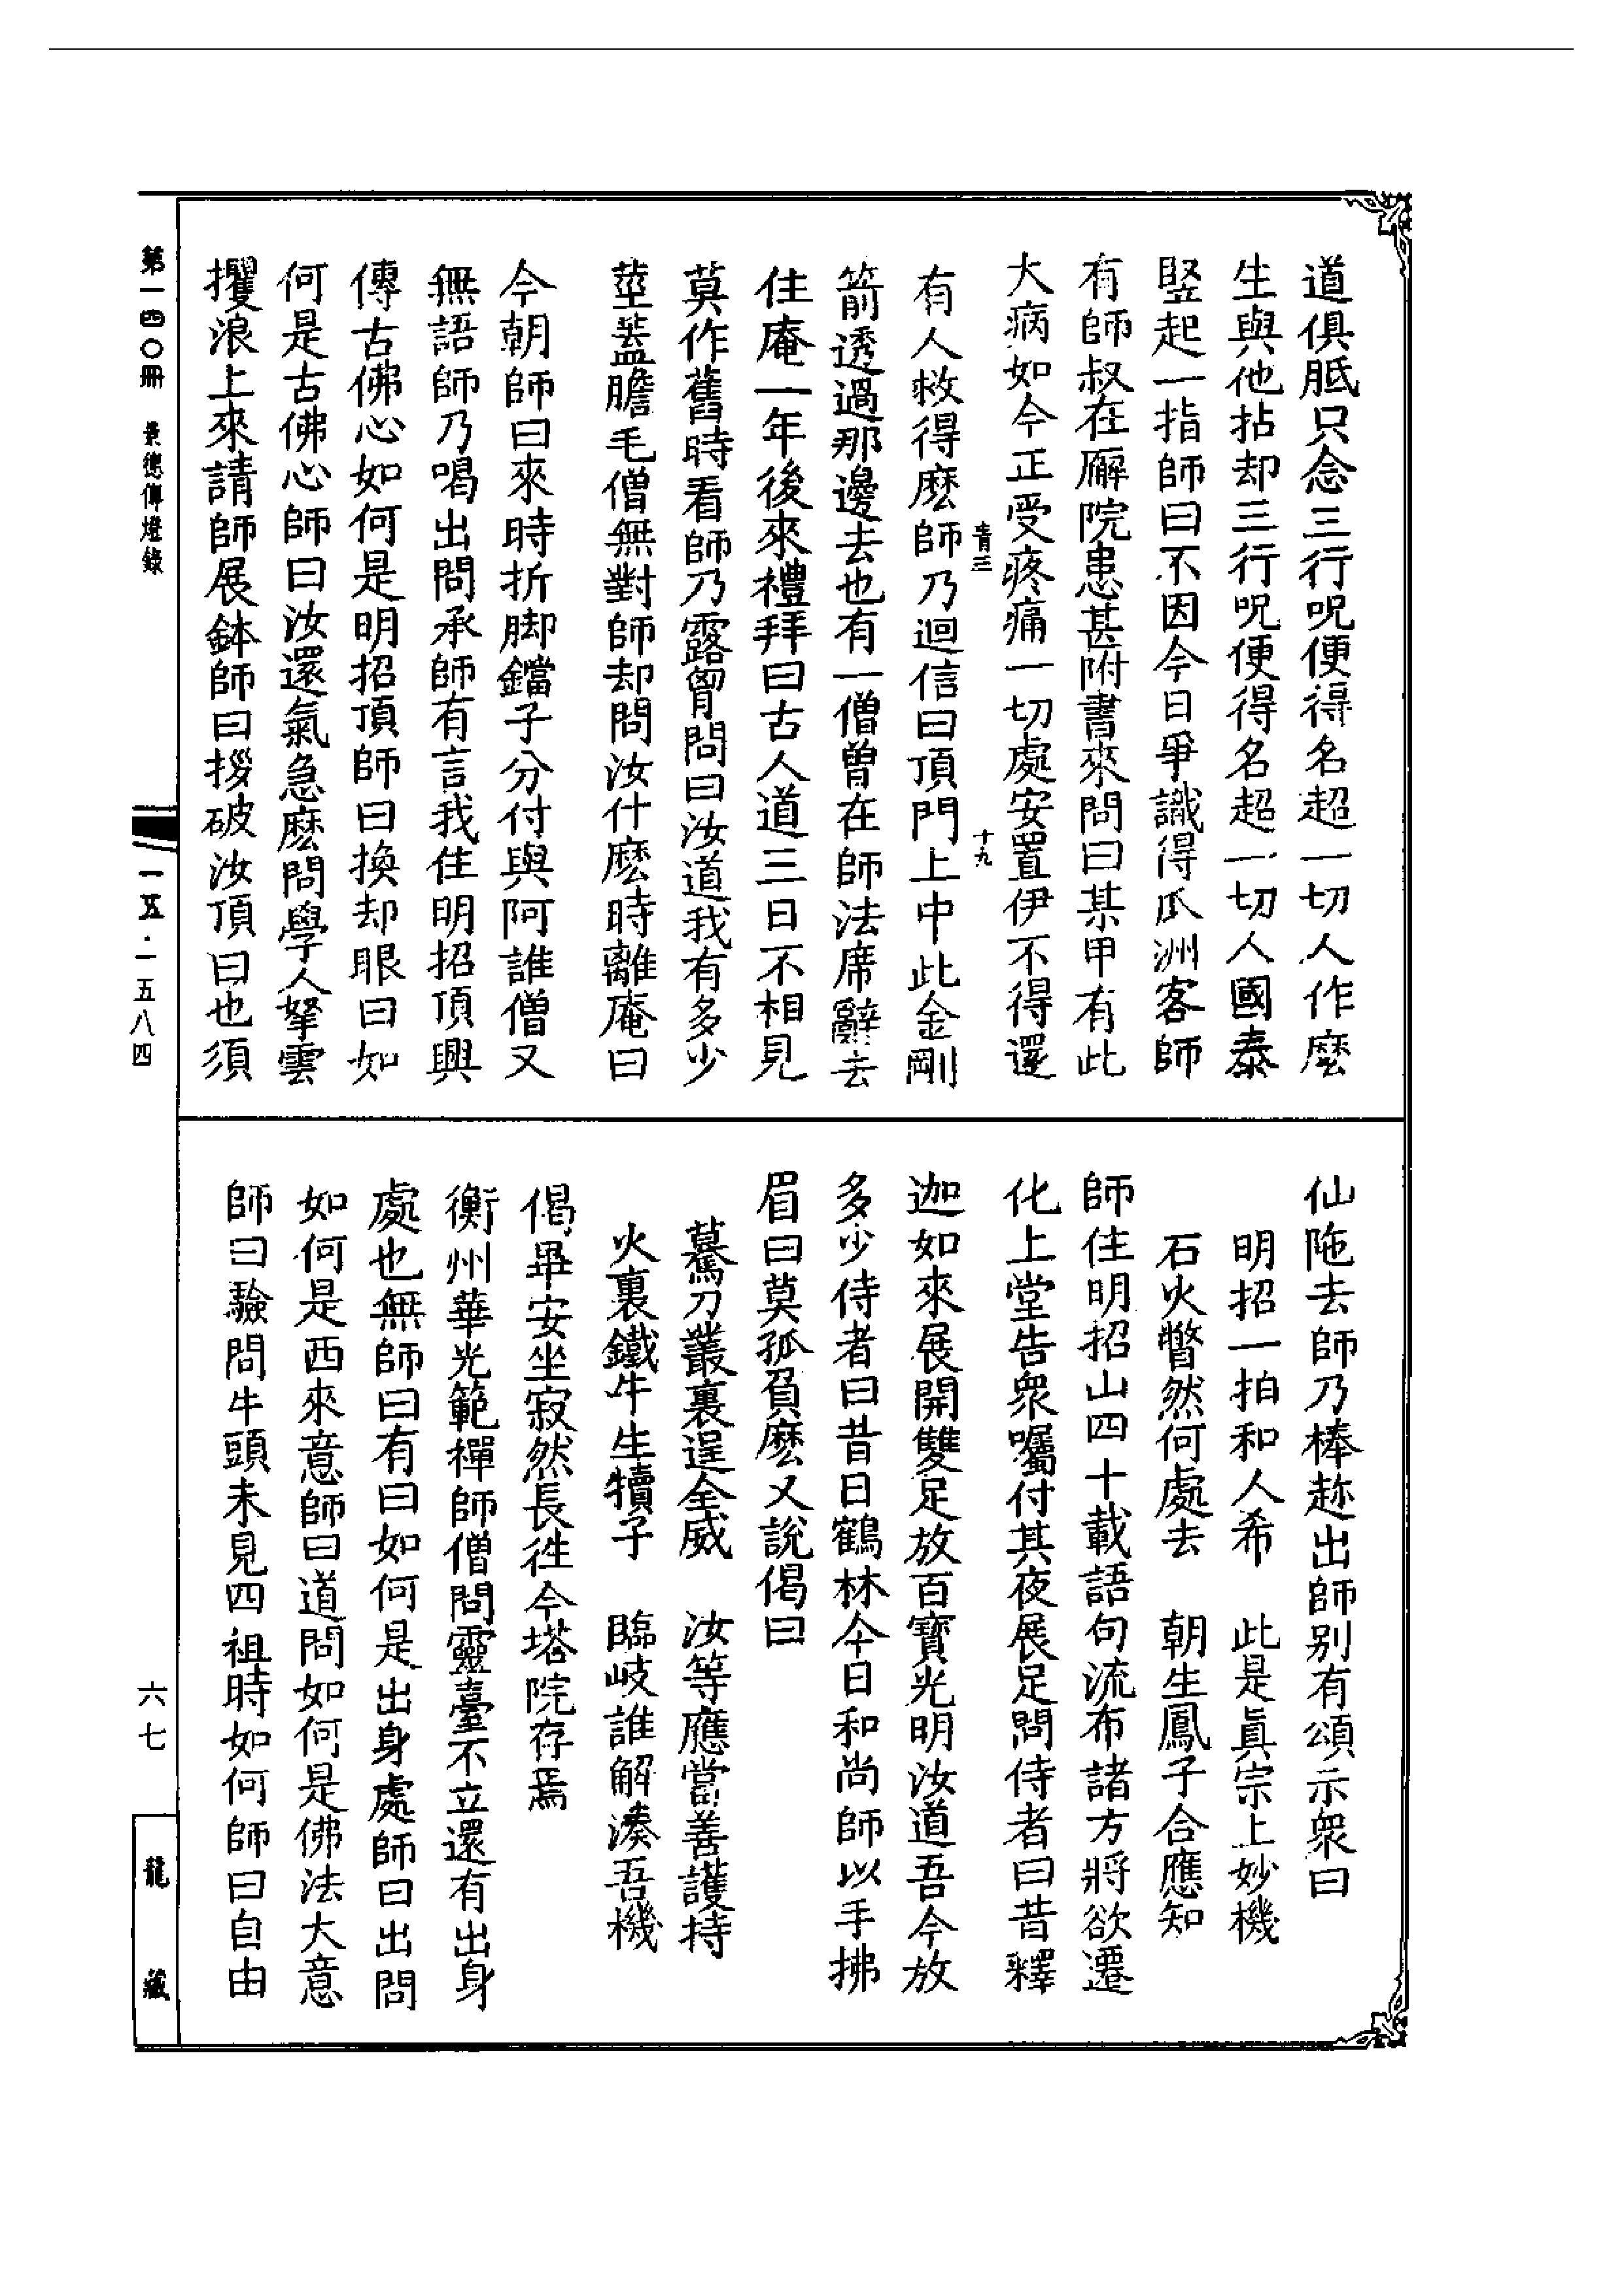 道俱胝只念三行呪便得名超一切人作麽
生與他拈却三行呪便得名超一切人國泰
竪起一指師曰不因今日爭識得瓜洲客師
有師叔在廨院患甚附書來問曰某甲有此
大病如今正受疼痛一切處安置伊不得還
青三
十九
有人救得麽師乃迴信曰頂門上中此金剛
箭透過那邊去也有一僧曾在師法席辭去
住庵一年後來禮拜曰古人道三日不相見
莫作舊時看師乃露胷問曰汝道我有多少
莖蓋膽毛僧無對師却問汝什麽時離庵曰
今朝師曰來時折脚鐺子分付與阿誰僧又
無語師乃喝出問承師有言我住明招頂興
傳古佛心如何是明招頂師曰換却眼曰如
何是古佛心師曰汝還氣急麽問學人拏雲
攫浪上來請師展鉢師曰拶破汝頂曰也須
仙陁去師乃棒趂出師别有頌示衆曰
明招一拍和人希　此是眞宗上妙機
石火瞥然何處去　朝生鳳子合應知
師住明招山四十載語句流布諸方將欲遷
化上堂告衆囑付其夜展足問侍者曰昔釋
迦如來展開雙足放百寶光明汝道吾今放
多少侍者曰昔日鶴林今日和尚師以手拂
眉曰莫孤負麽又說偈曰
驀刀叢裏逞全威　汝等應當善護持
火裏鐵牛生犢子　臨岐誰解湊吾機
偈畢安坐寂然長徃今塔院存焉
衡州華光範禪師僧問靈臺不立還有出身
處也無師曰有曰如何是出身處師曰出問
如何是西來意師曰道問如何是佛法大意
師曰驗問牛頭未見四祖時如何師曰自由
第一四〇冊　景德傳燈錄
一五・一五八四
六七
龍藏